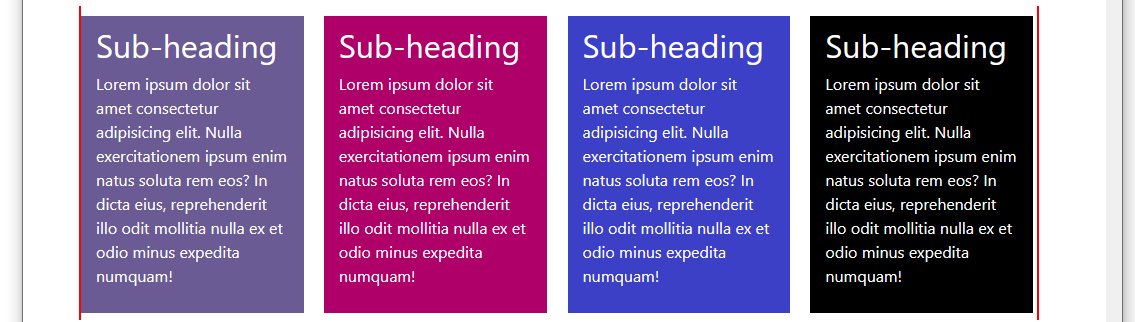 Sub-heading
Lorem ipsum dolor sit
amet consectetur
adipisicing elit. Nulla
exercitationem ipsum enim
natus soluta rem eos? In
dicta eius, reprehenderit
illo odit mollitia nulla ex et
odio minus expedita
numquam!
Sub-heading
Lorem ipsum dolor sit
amet consectetur
adipisicing elit. Nulla
exercitationem ipsum enim
natus soluta rem eos? In
dicta eius, reprehenderit
illo odit mollitia nulla ex et
odio minus expedita
numquam!
Sub-heading
Lorem ipsum dolor sit
amet consectetur
adipisicing elit. Nulla
exercitationem ipsum enim
natus soluta rem eos? In
dicta eius, reprehenderit
illo odit mollitia nulla ex et
odio minus expedita
numquam!
Sub-heading
Lorem ipsum dolor sit
amet consectetur
adipisicing elit. Nulla
exercitationem ipsum enim
natus soluta rem eos? In
dicta eius, reprehenderit
illo odit mollitia nulla ex et
odio minus expedita
numquam!